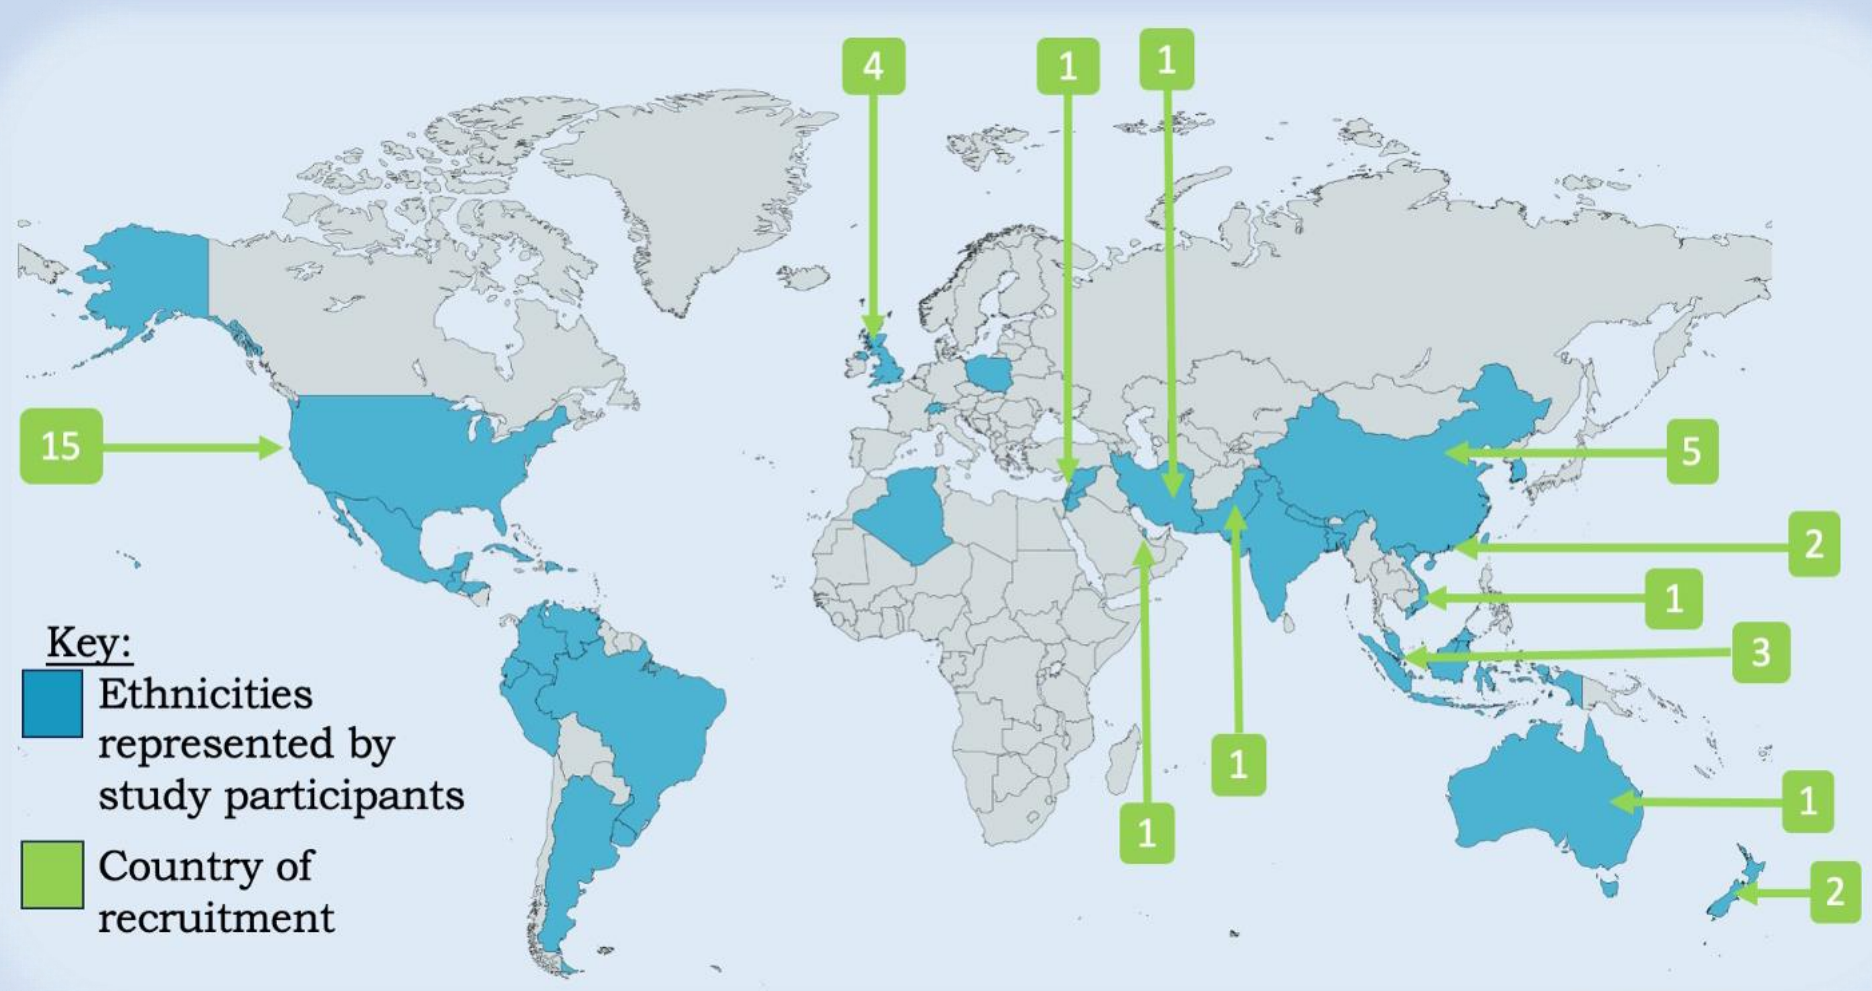 4
1
1
15
5
2
1
3
1
1
1
2
Key:
Ethnicities
represented by
study participants
Country of
recruitment